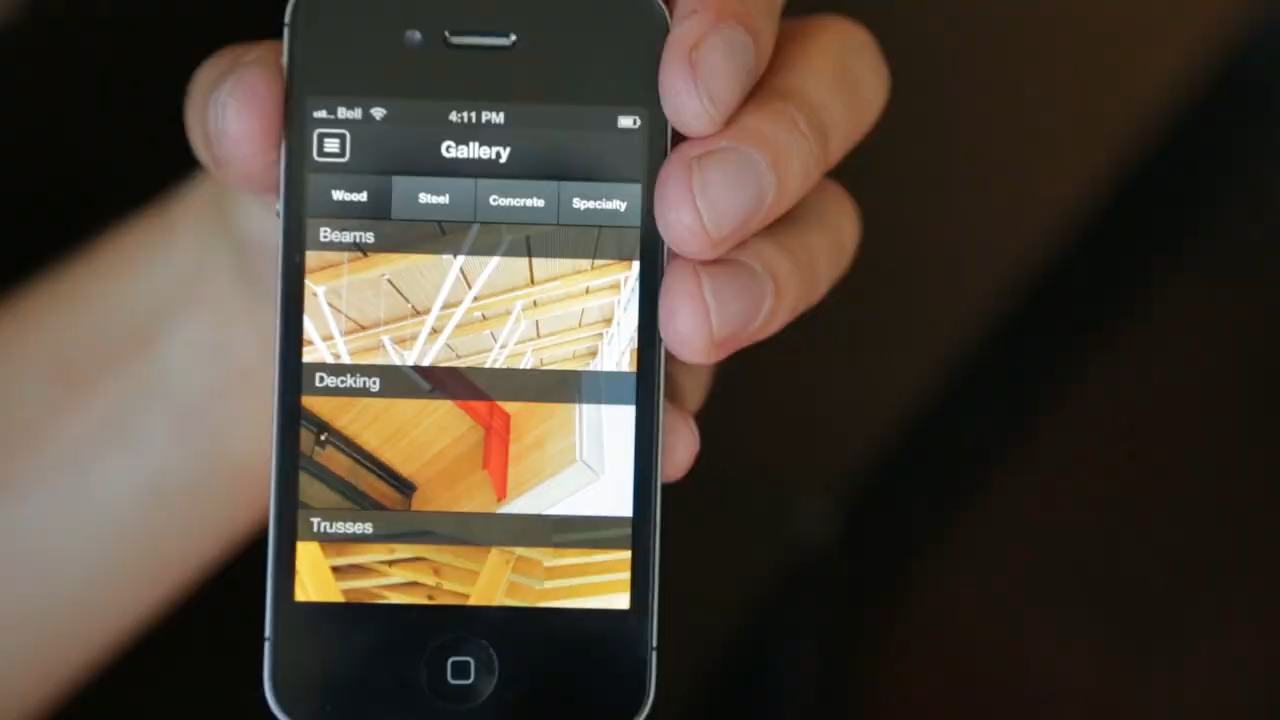 Bell 4:11 PM
Gallery
Wood Steel Concrete Specialty
Beams
Decking
Trusses